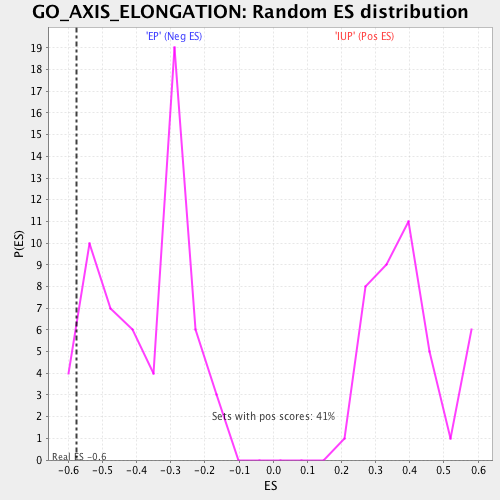 GO_AXIS_ELONGATION: Random ES distribution
'EP' (Neg ES) 'IUP' (Pos ES)
19
18
17
16
15
14
13
12
11
10
9
8
7
6
5
4
3
2
1
0
P(ES)
Sets with pos scores: 41%
Real ES -0.6
-0.6 -0.5 -0.4 -0.3 -0.2 -0.1 0.0 0.1 0.2 0.3 0.4 0.5 0.6
ES